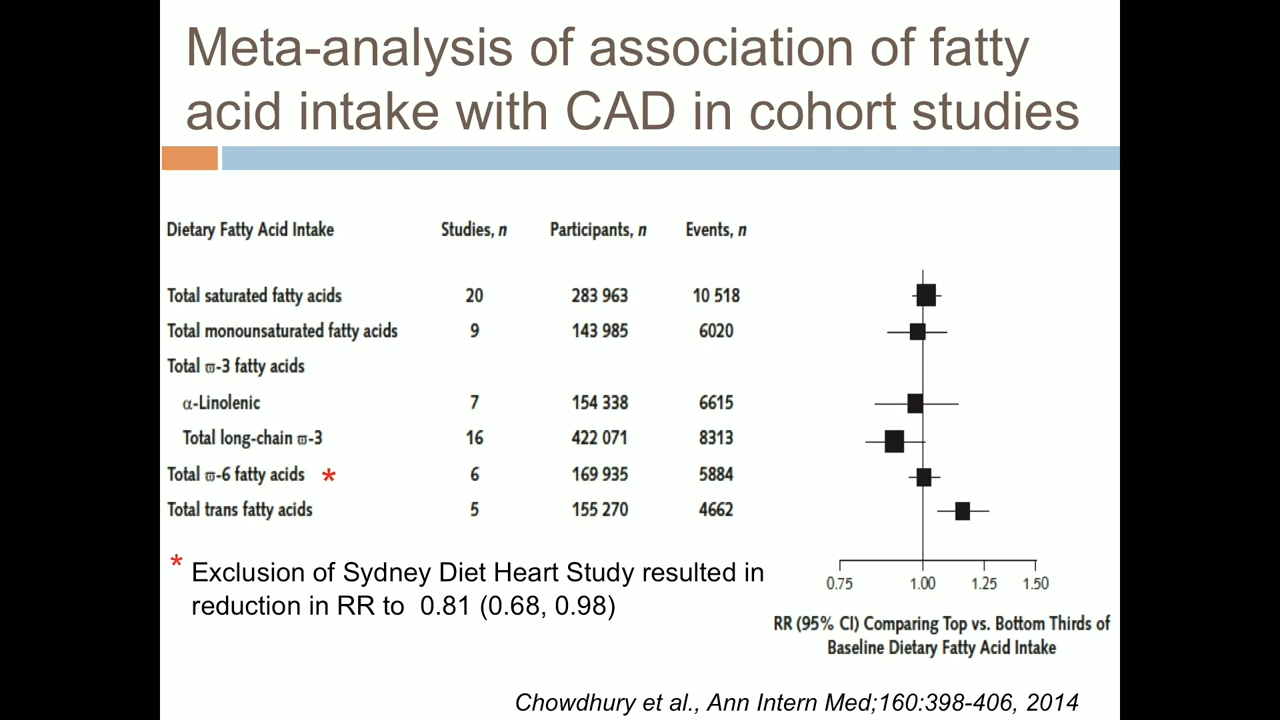 Meta-analysis of association of fatty
acid intake with CAD in cohort studies
Dietary Fatty Acid Intake Studies, n Participants, n Events, n
Total saturated fatty acids 20 283 963 10 518
Total monounsaturated fatty acids 9 143 985 6020
Total ϖ-3 fatty acids
α-Linolenic 7 154 338 6615
Total long-chain ϖ-3 16 422 071 8313
Total ϖ-6 fatty acids * 6 169 935 5884
Total trans fatty acids 5 155 270 4662
* Exclusion of Sydney Diet Heart Study resulted in
reduction in RR to 0.81 (0.68, 0.98)
0.75 1.00 1.25 1.50
RR (95% CI) Comparing Top vs. Bottom Thirds of
Baseline Dietary Fatty Acid Intake
Chowdhury et al., Ann Intern Med;160:398-406, 2014